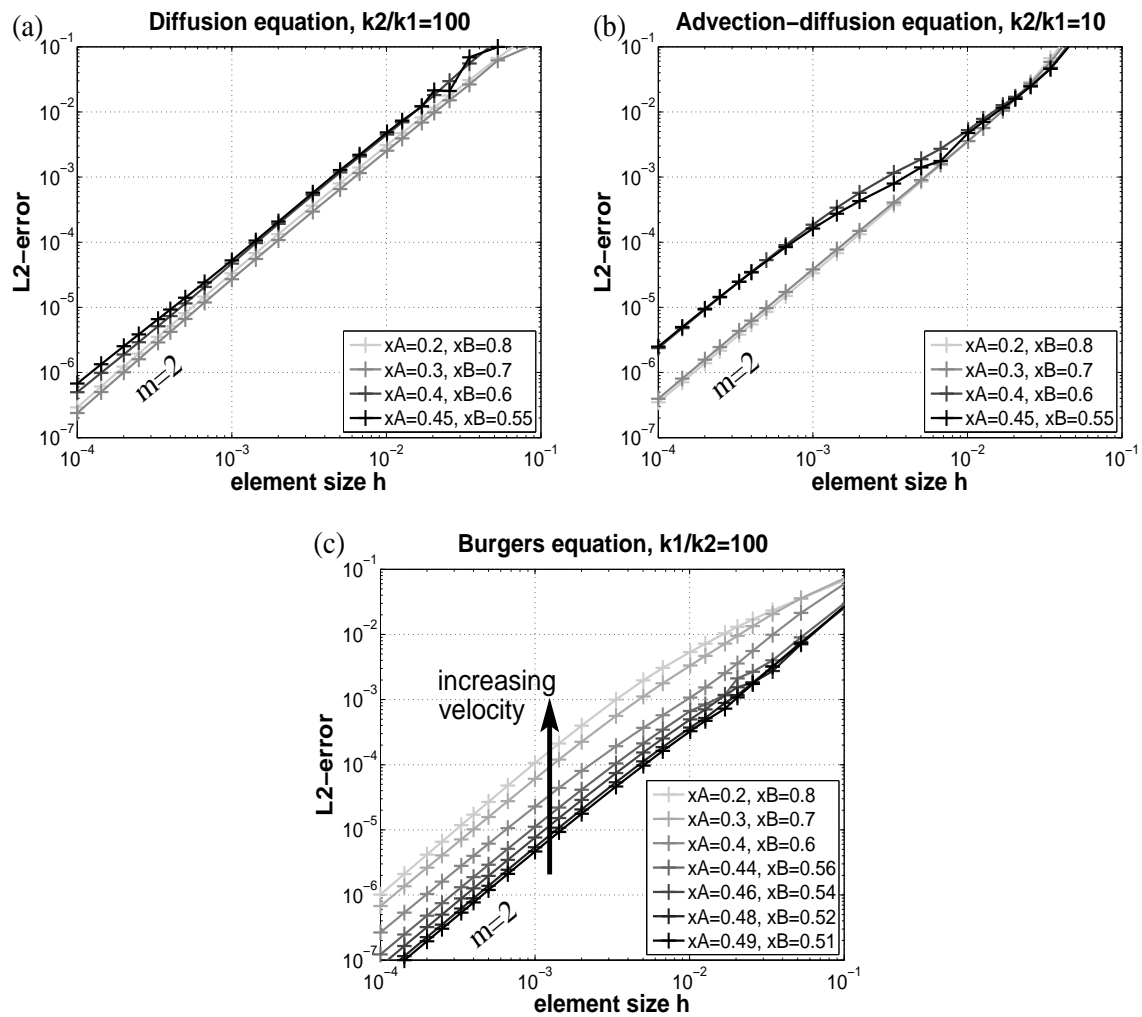 (a)
Diffusion equation, k2/k1=100
10^-1
10^-2
10^-3
10^-4
10^-5
10^-6
10^-7
L2-error
m=2
xA=0.2, xB=0.8
xA=0.3, xB=0.7
xA=0.4, xB=0.6
xA=0.45, xB=0.55
10^-4
10^-3
10^-2
10^-1
element size h
(b)
Advection-diffusion equation, k2/k1=10
10^-1
10^-2
10^-3
10^-4
10^-5
10^-6
10^-7
L2-error
m=2
xA=0.2, xB=0.8
xA=0.3, xB=0.7
xA=0.4, xB=0.6
xA=0.45, xB=0.55
10^-4
10^-3
10^-2
10^-1
element size h
(c)
Burgers equation, k1/k2=100
10^-1
10^-2
10^-3
10^-4
10^-5
10^-6
10^-7
L2-error
increasing
velocity
m=2
xA=0.2, xB=0.8
xA=0.3, xB=0.7
xA=0.4, xB=0.6
xA=0.44, xB=0.56
xA=0.46, xB=0.54
xA=0.48, xB=0.52
xA=0.49, xB=0.51
10^-4
10^-3
10^-2
10^-1
element size h